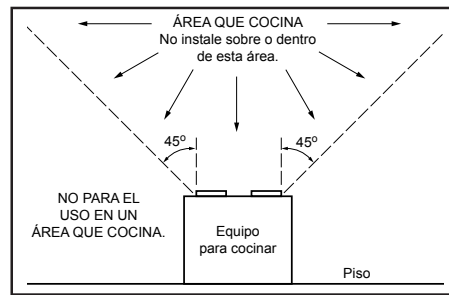 ÁREA QUE COCINA
No instale sobre o dentro
de esta área.
45º
45º
NO PARA EL
USO EN UN
ÁREA QUE COCINA.
Equipo
para cocinar
Piso